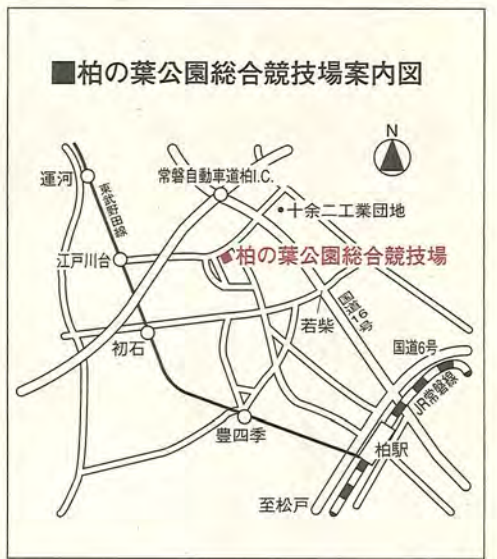 ■柏の葉公園総合競技場案内図
N
運河
東武野田線
常磐自動車道柏I.C.
十余二工業団地
江戸川台
柏の葉公園総合競技場
国道16号
若柴
初石
国道6号
JR常磐線
豊四季
柏駅
至松戸